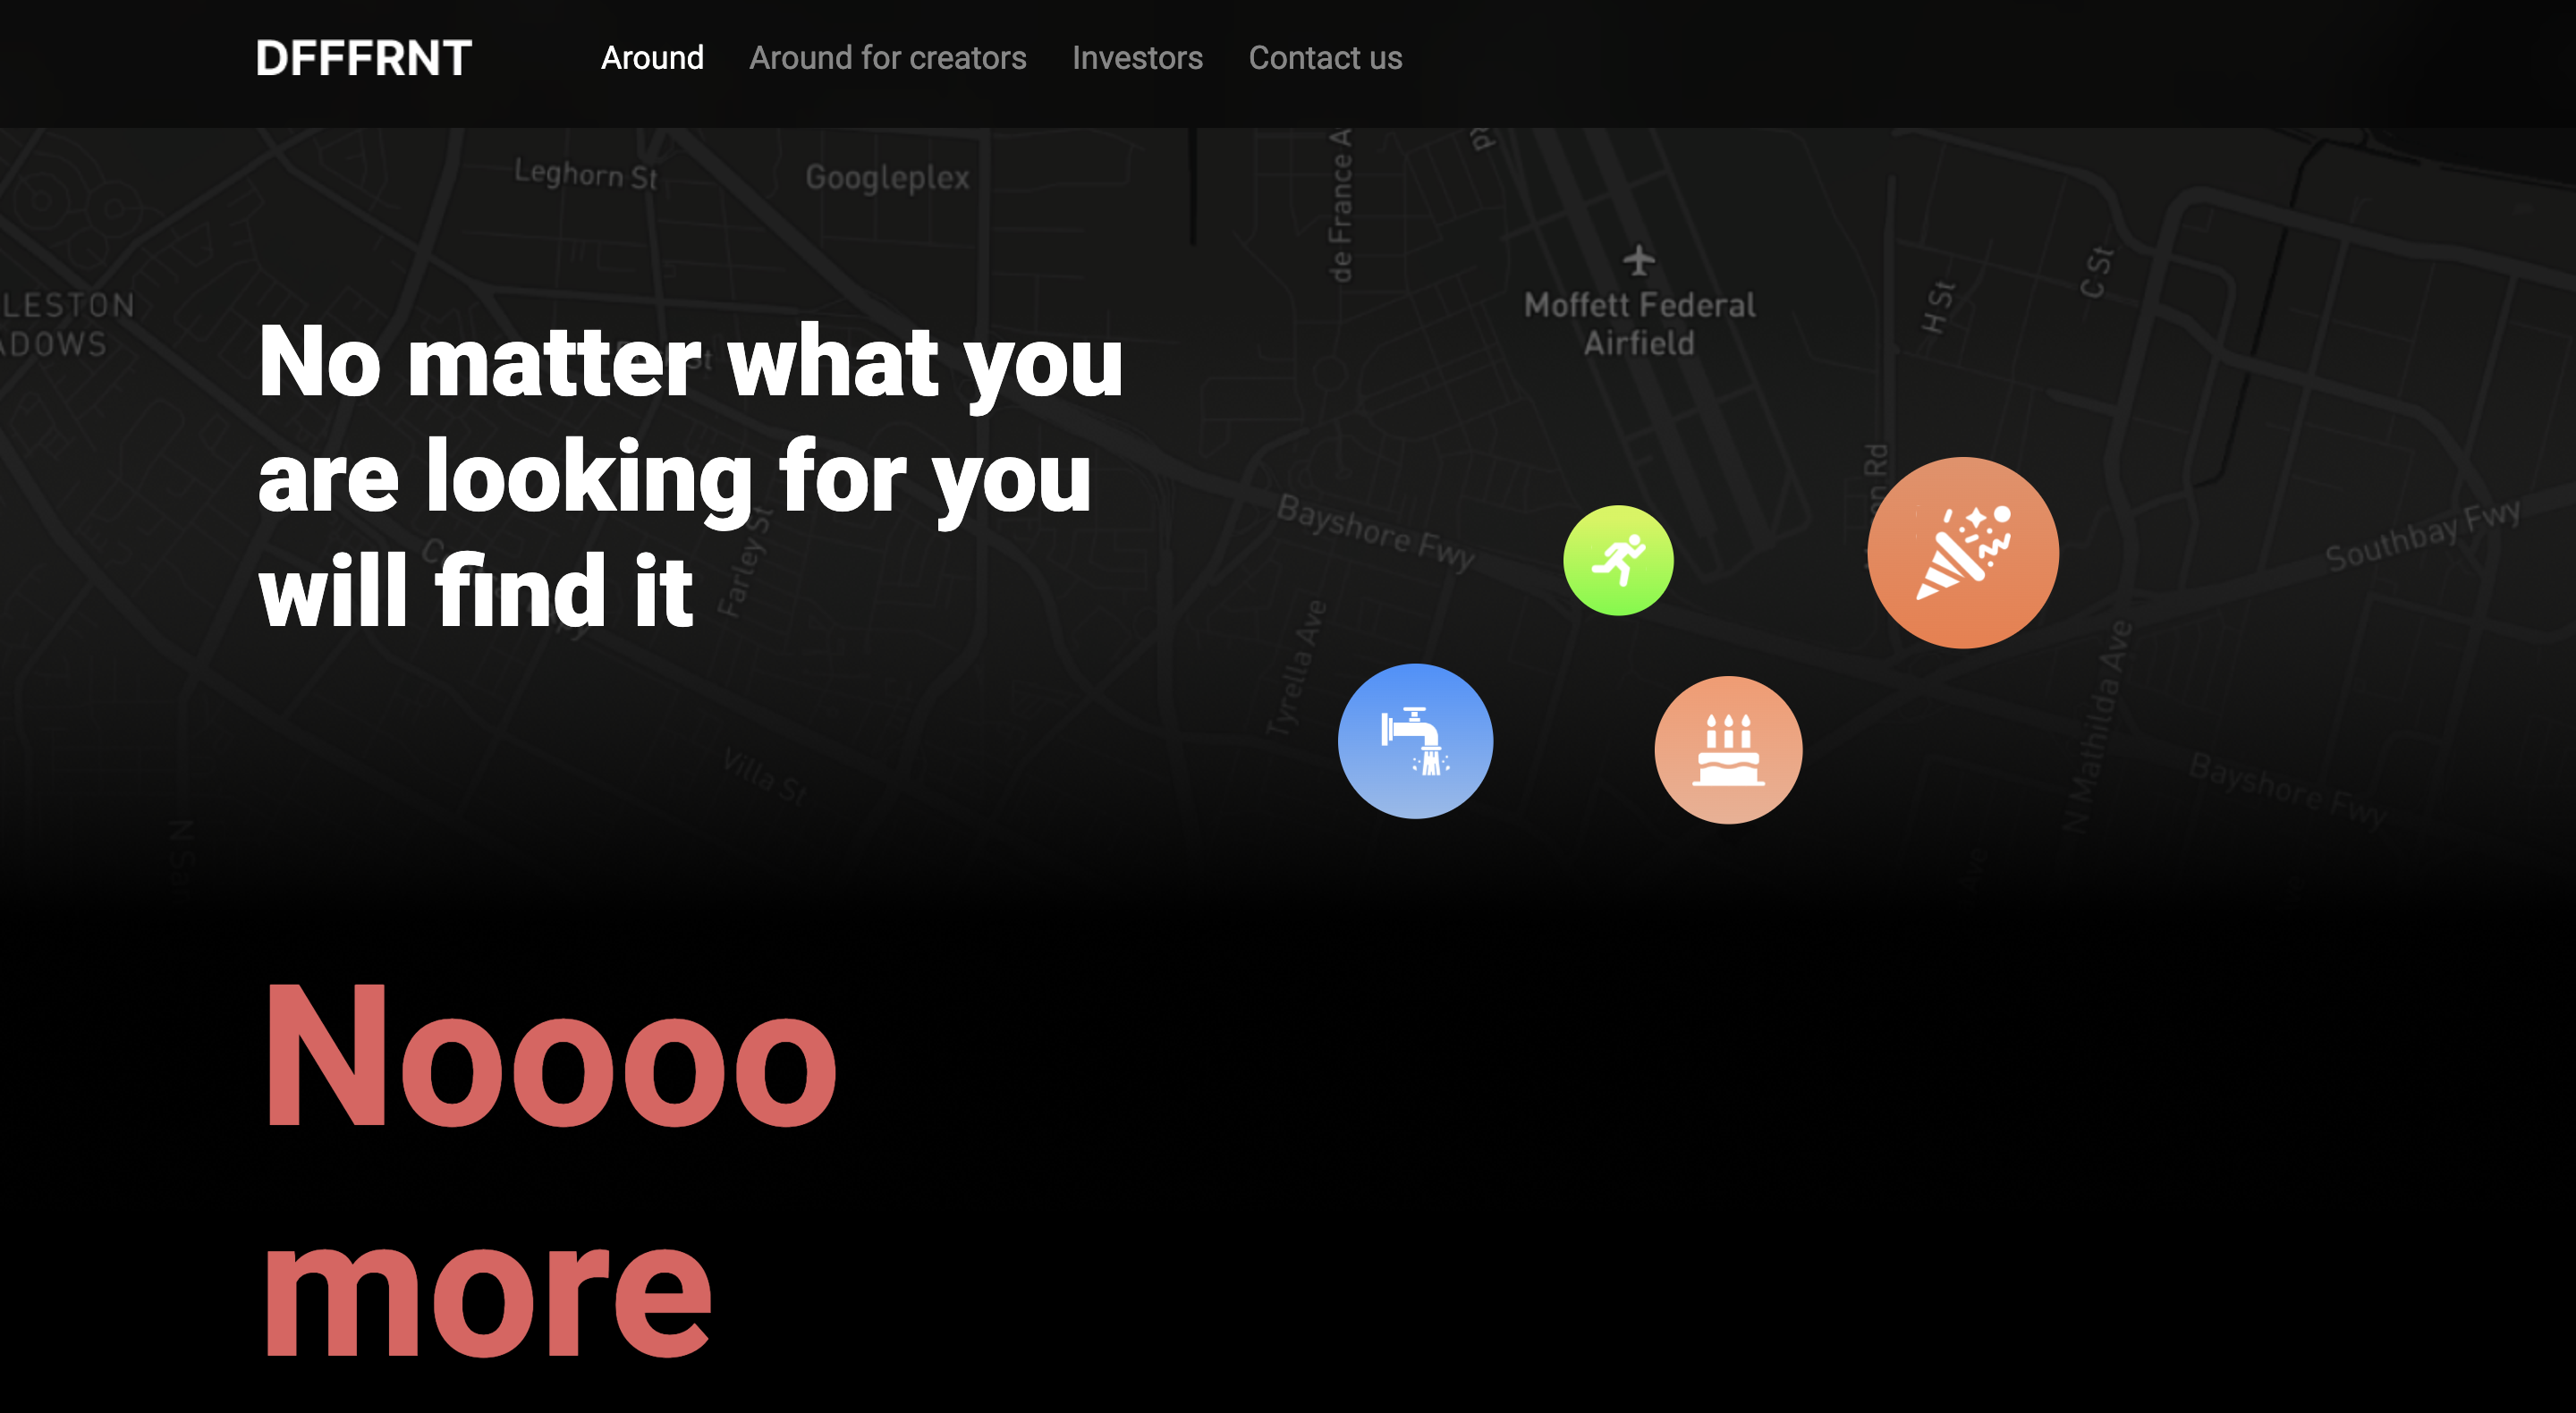 DFFFRNT
Around
Around for creators
Investors
Contact us
Leghorn St
Googleplex
de France A
Moffett Federal
Airfield
H St
C St
LESTON
ADOWS
No matter what you
are looking for you
will find it
Farley St
Bayshore Fwy
Southbay Fwy
Tyrella Ave
N Mathilda Ave
Villa St
Bayshore Fwy
Noooo
more